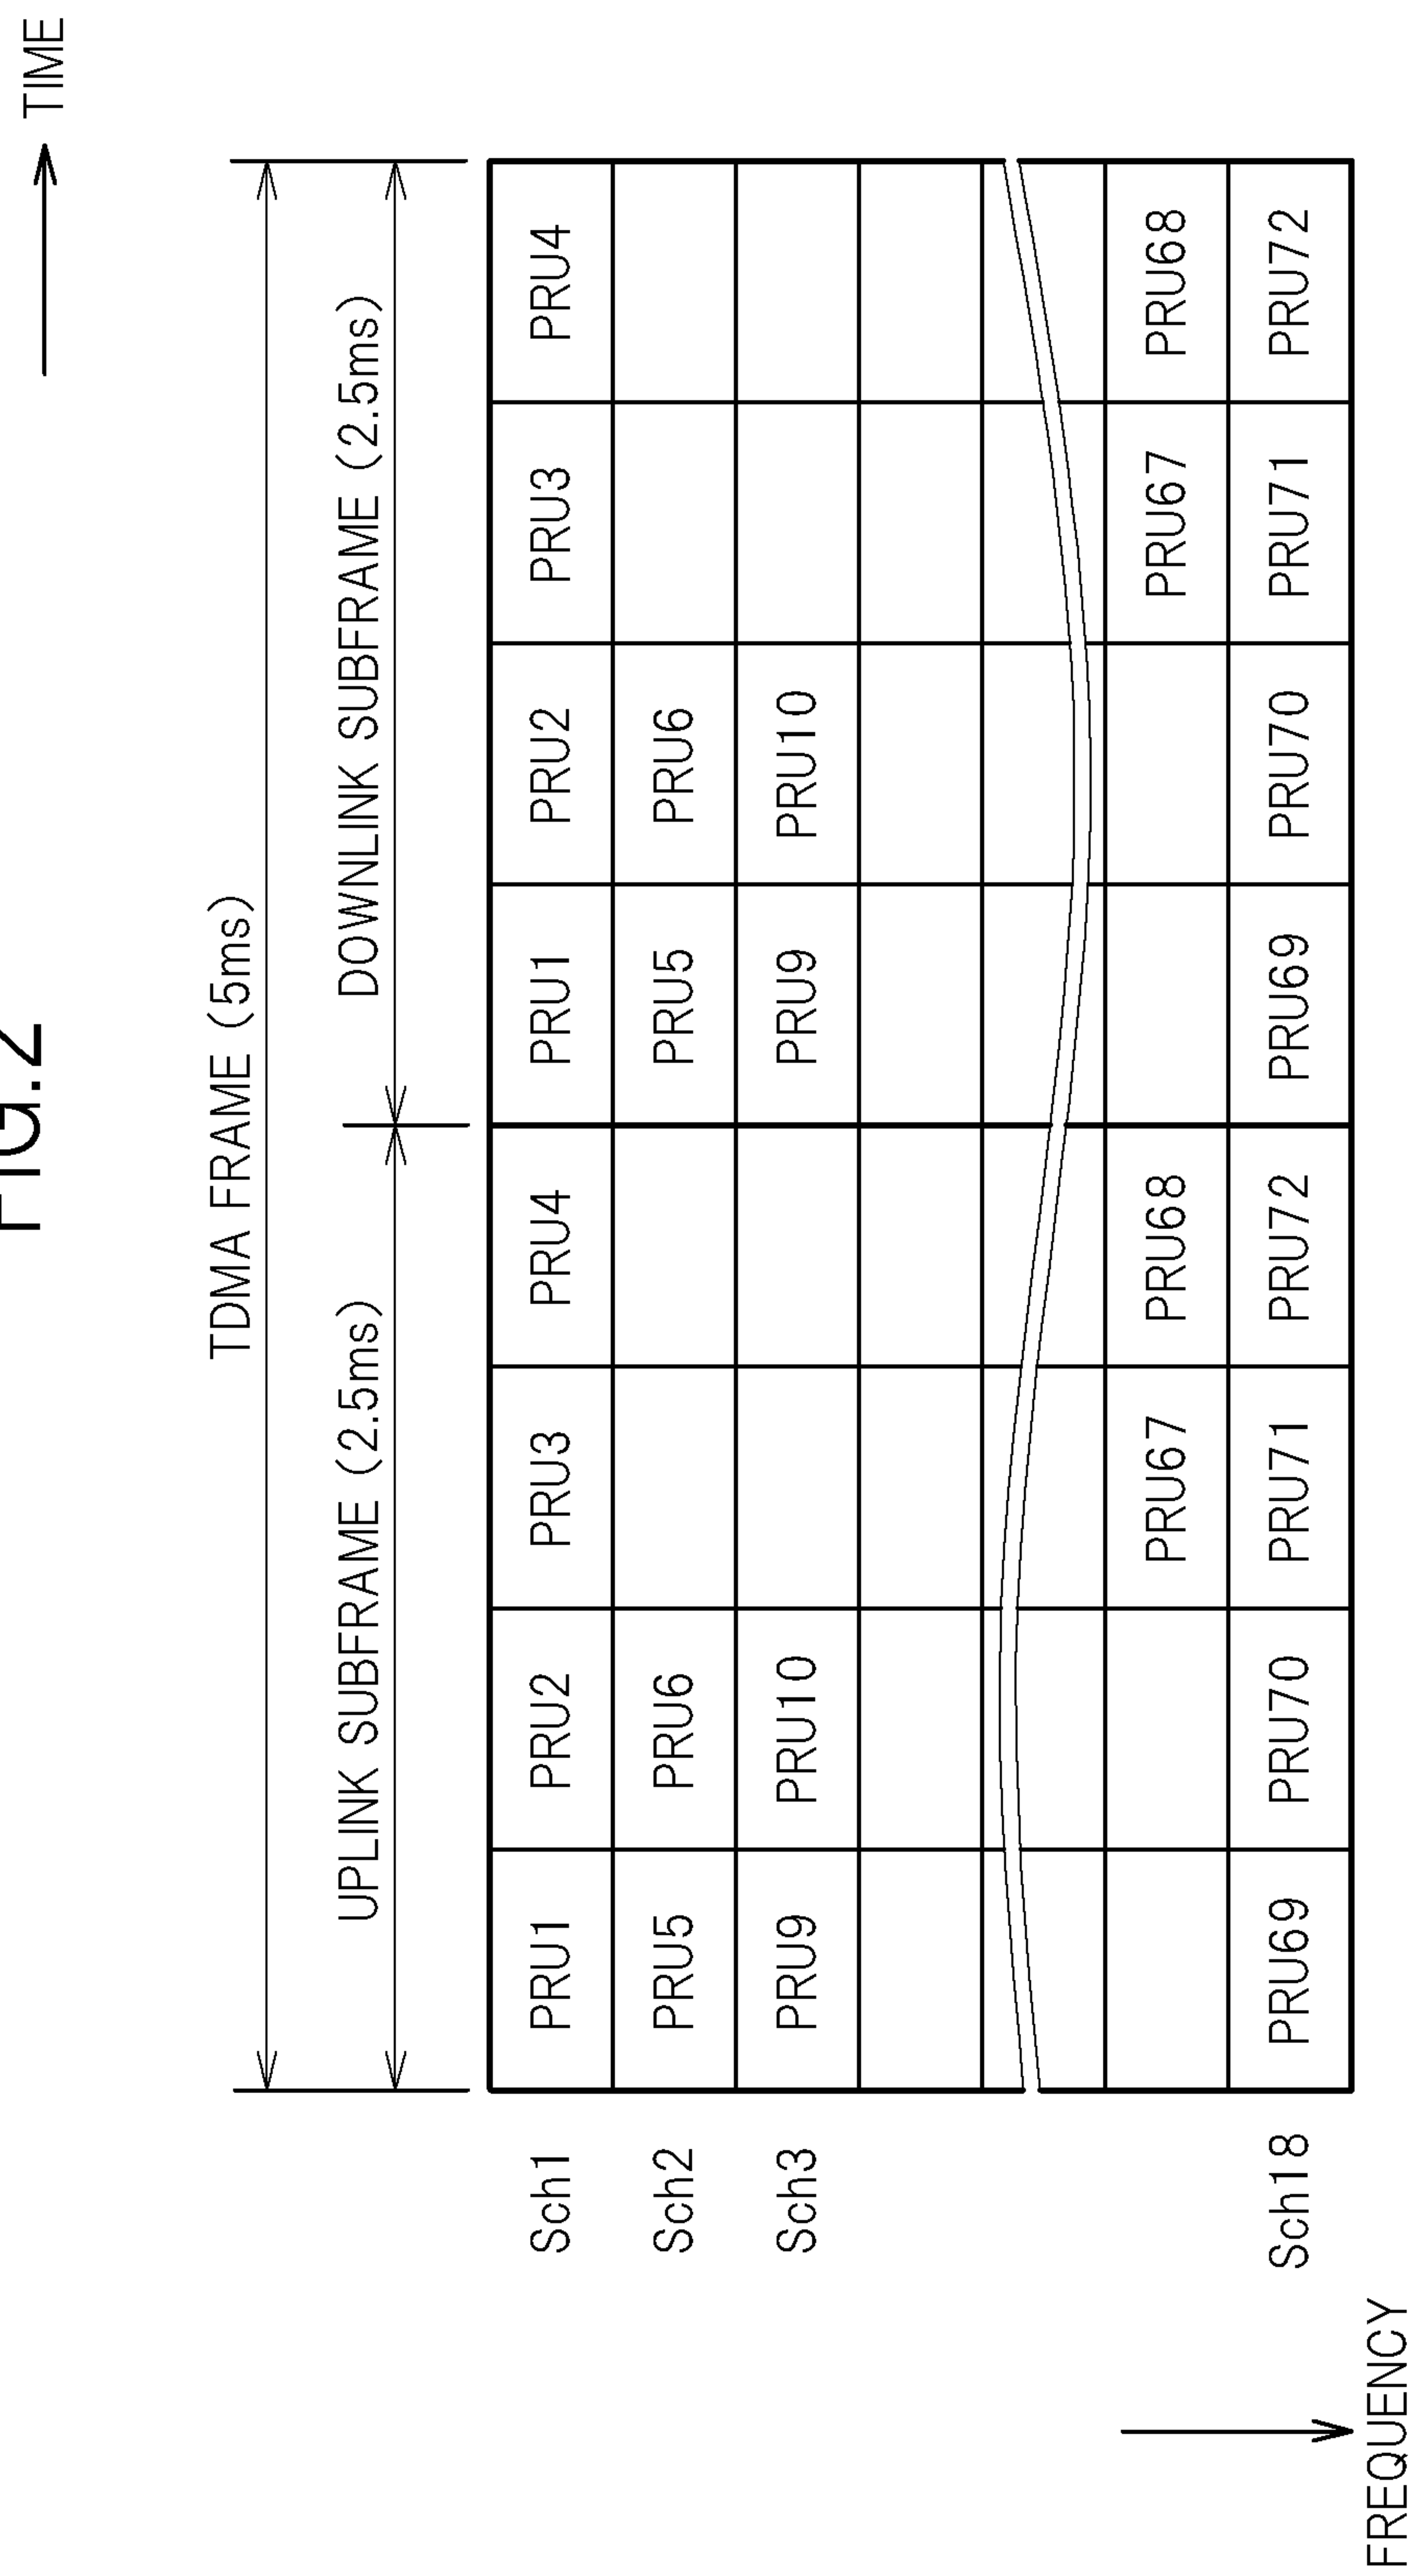 FIG.2
TIME
TDMA FRAME (5ms)
UPLINK SUBFRAME (2.5ms) DOWNLINK SUBFRAME (2.5ms)
Sch1 PRU1 PRU2 PRU3 PRU4 PRU1 PRU2 PRU3 PRU4
Sch2 PRU5 PRU6 PRU5 PRU6
Sch3 PRU9 PRU10 PRU9 PRU10
PRU67 PRU68 PRU67 PRU68
Sch18 PRU69 PRU70 PRU71 PRU72 PRU69 PRU70 PRU71 PRU72
FREQUENCY